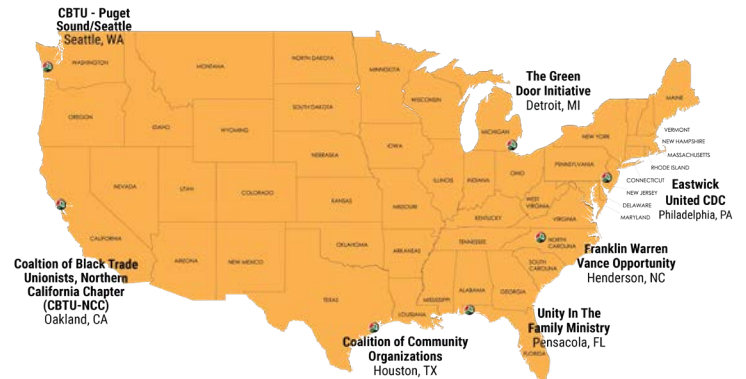 CBTU - Puget
Sound/Seattle
Seattle, WA
WASHINGTON
MONTANA
NORTH DAKOTA
MINNESOTA
The Green
Door Initiative
Detroit, MI
MAINE
OREGON
IDAHO
SOUTH DAKOTA
WISCONSIN
MICHIGAN
WYOMING
NEW YORK
VERMONT
NEW HAMPSHIRE
MASSACHUSETTS
RHODE ISLAND
CONNECTICUT
NEW JERSEY
DELAWARE
MARYLAND
Eastwick
United CDC
Philadelphia, PA
IOWA
NEBRASKA
PENNSYLVANIA
NEVADA
UTAH
COLORADO
KANSAS
ILLINOIS
INDIANA
OHIO
MISSOURI
WEST
VIRGINIA
VIRGINIA
KENTUCKY
CALIFORNIA
ARIZONA
NEW MEXICO
OKLAHOMA
ARKANSAS
TENNESSEE
NORTH
CAROLINA
Franklin Warren
Vance Opportunity
Henderson, NC
Coalition of Black Trade
Unionists, Northern
California Chapter
(CBTU-NCC)
Oakland, CA
SOUTH
CAROLINA
TEXAS
LOUISIANA
MISSISSIPPI
ALABAMA
GEORGIA
Unity In The
Family Ministry
Pensacola, FL
FLORIDA
Coalition of Community
Organizations
Houston, TX